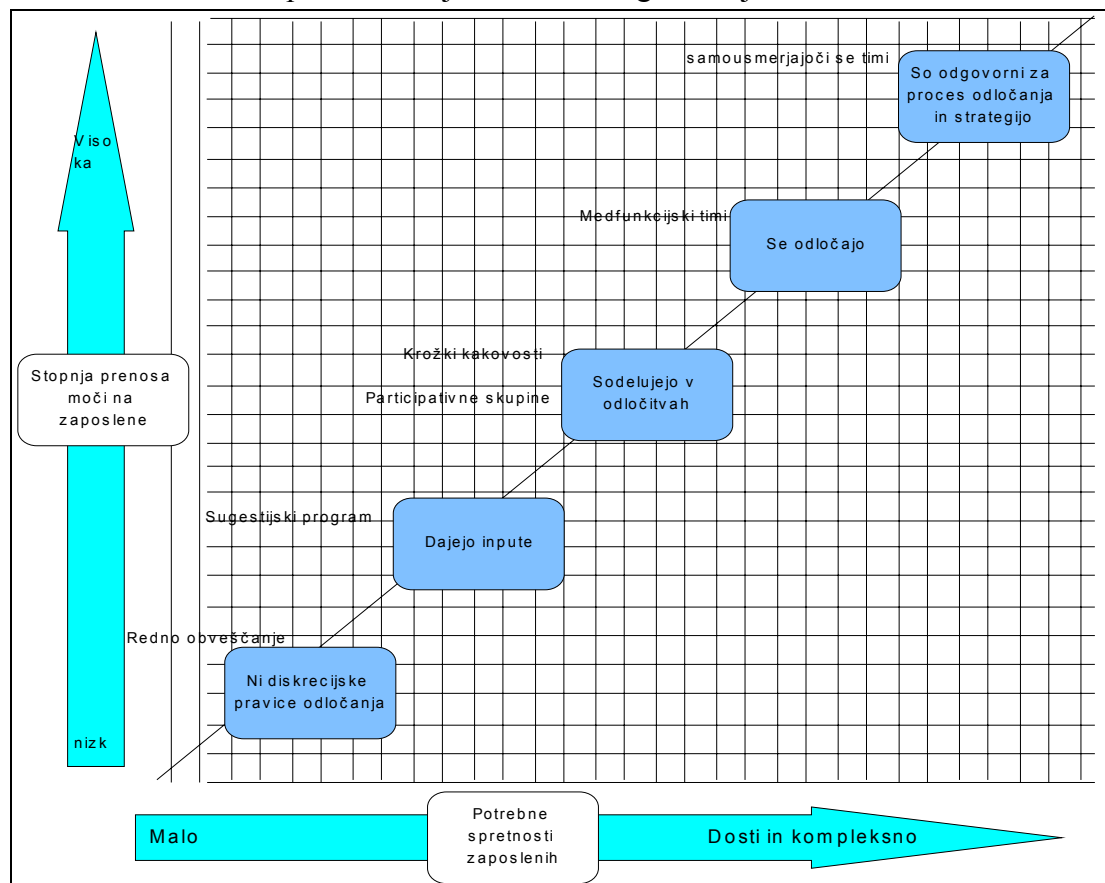 samousmerjajoči se timi
So odgovorni za
proces odločanja
in strategijo
Viso
ka
Medfunkcijski timi
Se odločajo
Krožki kakovosti
Participativne skupine
Sodelujejo v
odločitvah
Stopnja prenosa
moči na
zaposlene
Sugestijski program
Dajejo inpute
Redno obveščanje
Ni diskrecijske
pravice odločanja
nizk
Malo
Potrebne
spretnosti
zaposlenih
Dosti in kompleksno